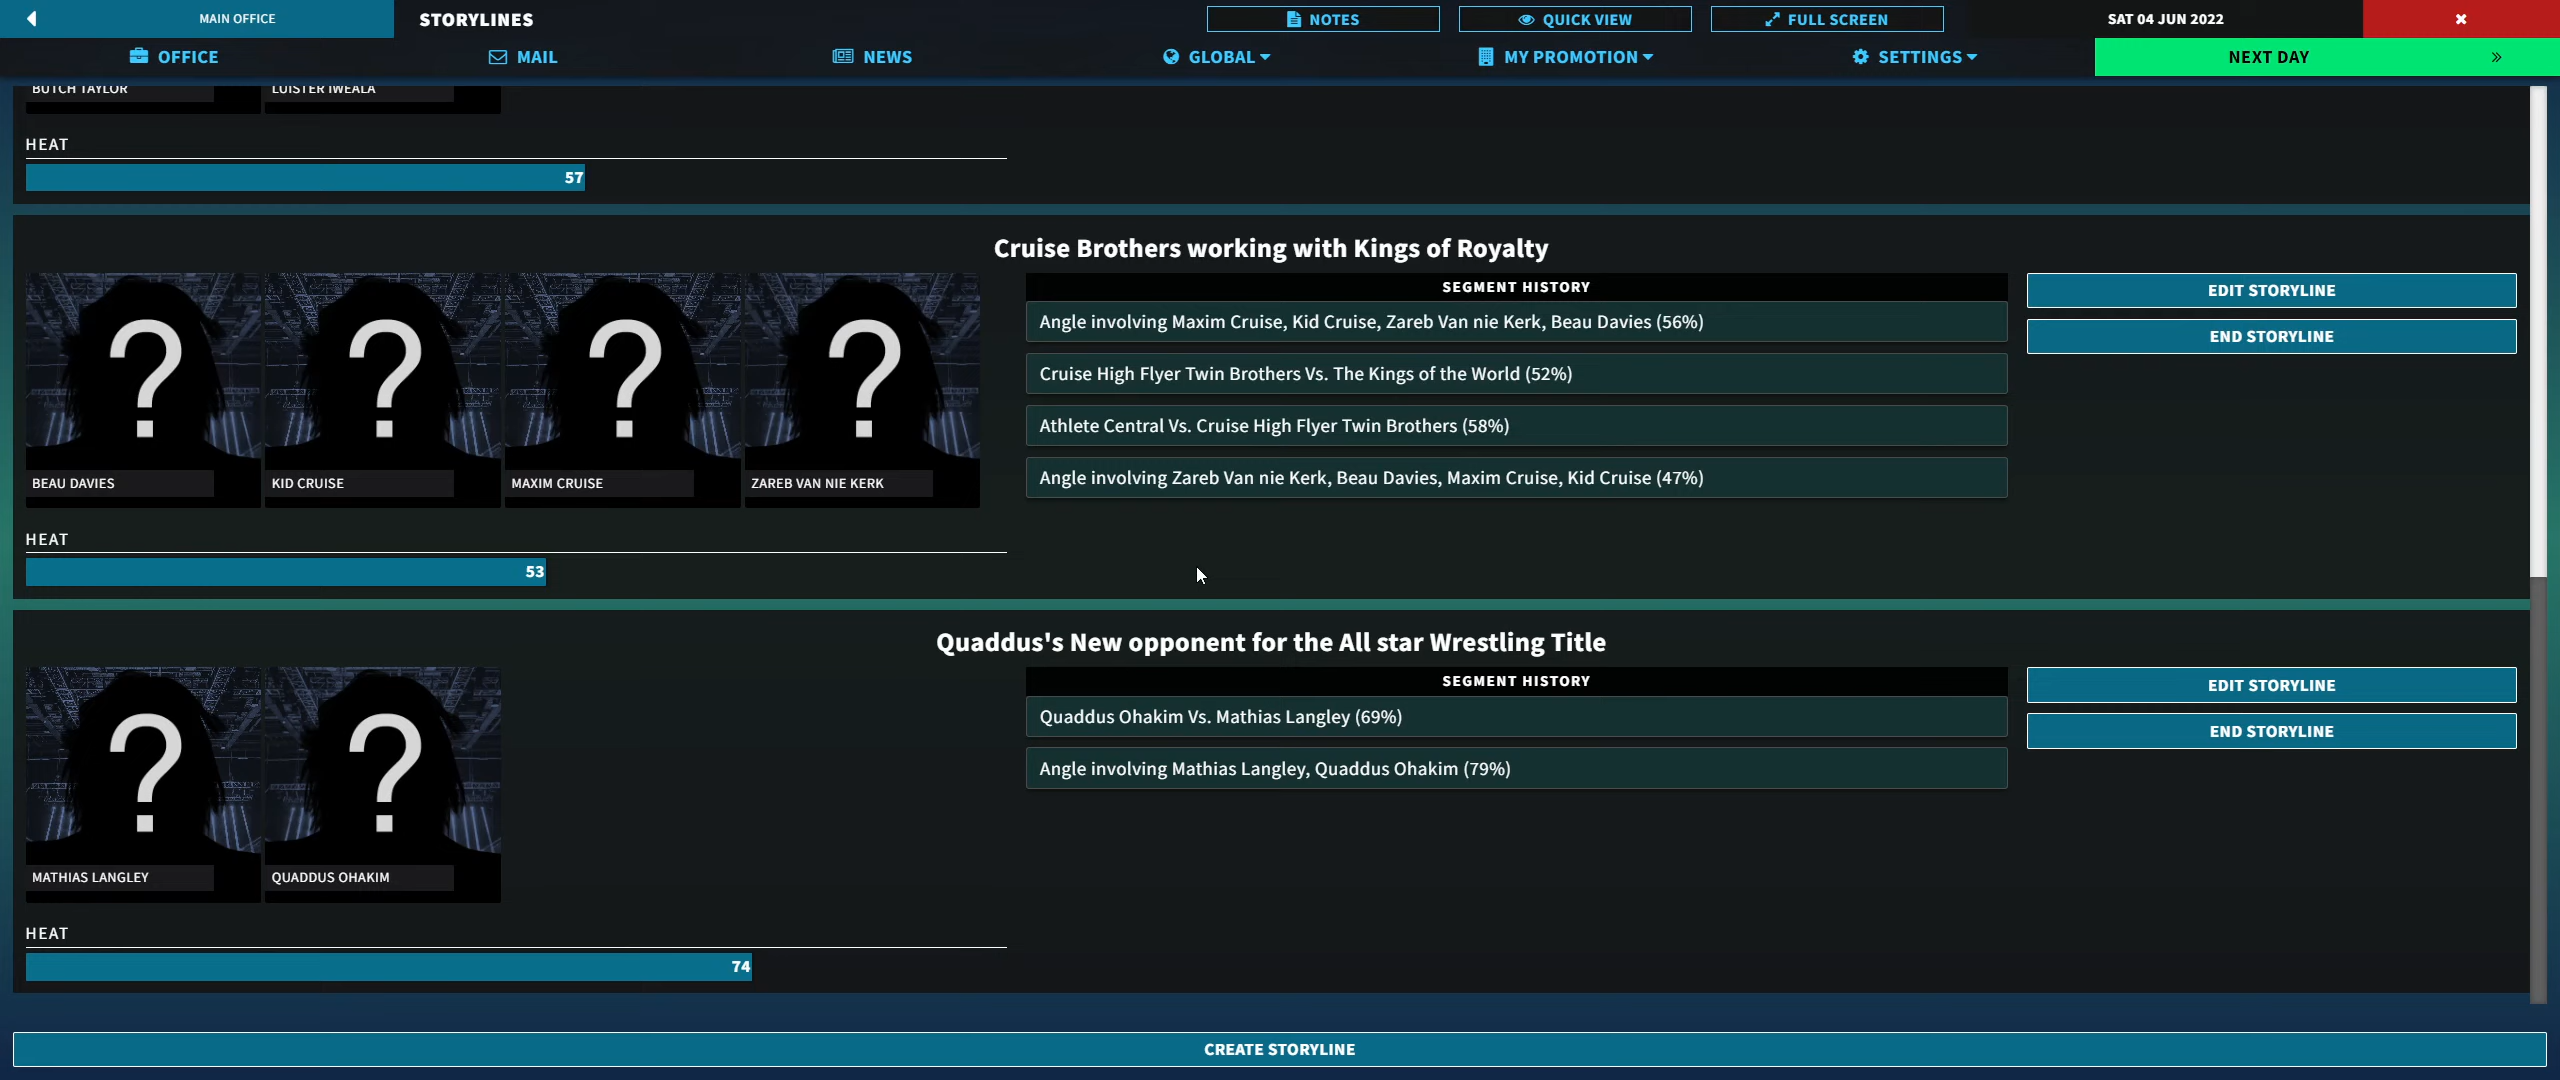 MAIN OFFICE
STORYLINES
NOTES
QUICK VIEW
FULL SCREEN
SAT 04 JUN 2022
OFFICE
MAIL
NEWS
GLOBAL
MY PROMOTION
SETTINGS
NEXT DAY
BUTCH TAYLOR
LUISTER IWEALA
HEAT
57
Cruise Brothers working with Kings of Royalty
SEGMENT HISTORY
Angle involving Maxim Cruise, Kid Cruise, Zareb Van nie Kerk, Beau Davies (56%)
Cruise High Flyer Twin Brothers Vs. The Kings of the World (52%)
Athlete Central Vs. Cruise High Flyer Twin Brothers (58%)
Angle involving Zareb Van nie Kerk, Beau Davies, Maxim Cruise, Kid Cruise (47%)
EDIT STORYLINE
END STORYLINE
?
?
?
?
BEAU DAVIES
KID CRUISE
MAXIM CRUISE
ZAREB VAN NIE KERK
HEAT
53
Quaddus's New opponent for the All star Wrestling Title
SEGMENT HISTORY
Quaddus Ohakim Vs. Mathias Langley (69%)
Angle involving Mathias Langley, Quaddus Ohakim (79%)
EDIT STORYLINE
END STORYLINE
?
?
MATHIAS LANGLEY
QUADDUS OHAKIM
HEAT
74
CREATE STORYLINE